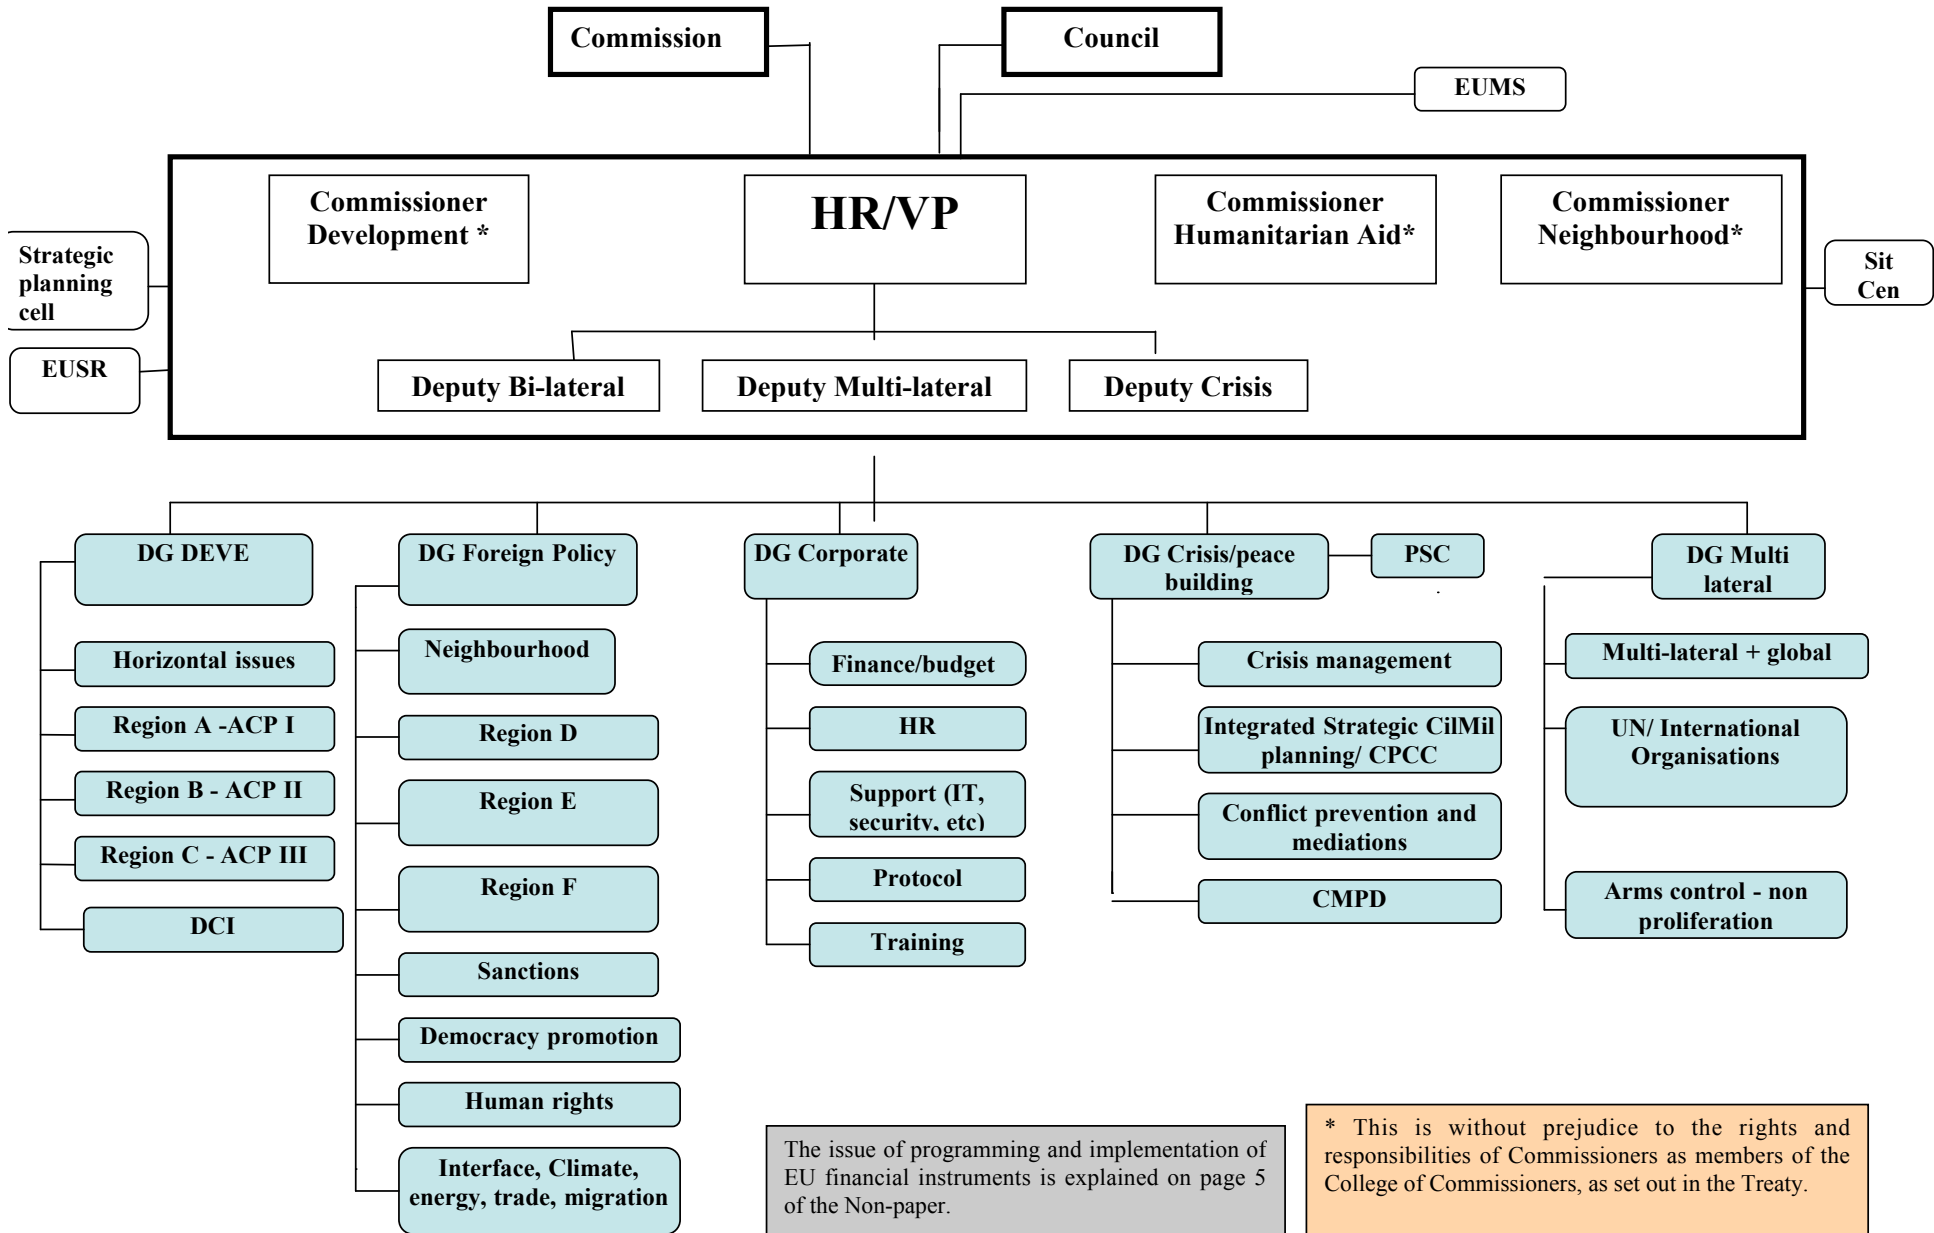 Commission
Council
EUMS
Commissioner
Development *
HR/VP
Commissioner
Humanitarian Aid*
Commissioner
Neighbourhood*
Strategic
planning
cell
Sit
Cen
EUSR
Deputy Bi-lateral
Deputy Multi-lateral
Deputy Crisis
DG DEVE
Horizontal issues
Region A -ACP I
Region B - ACP II
Region C - ACP III
DCI
DG Foreign Policy
Neighbourhood
Region D
Region E
Region F
Sanctions
Democracy promotion
Human rights
Interface, Climate,
energy, trade, migration
DG Corporate
Finance/budget
HR
Support (IT,
security, etc)
Protocol
Training
DG Crisis/peace
building
PSC
Crisis management
Integrated Strategic CilMil
planning/ CPCC
Conflict prevention and
mediations
CMPD
DG Multi
lateral
Multi-lateral + global
UN/ International
Organisations
Arms control - non
proliferation
The issue of programming and implementation of
EU financial instruments is explained on page 5
of the Non-paper.
* This is without prejudice to the rights and
responsibilities of Commissioners as members of the
College of Commissioners, as set out in the Treaty.